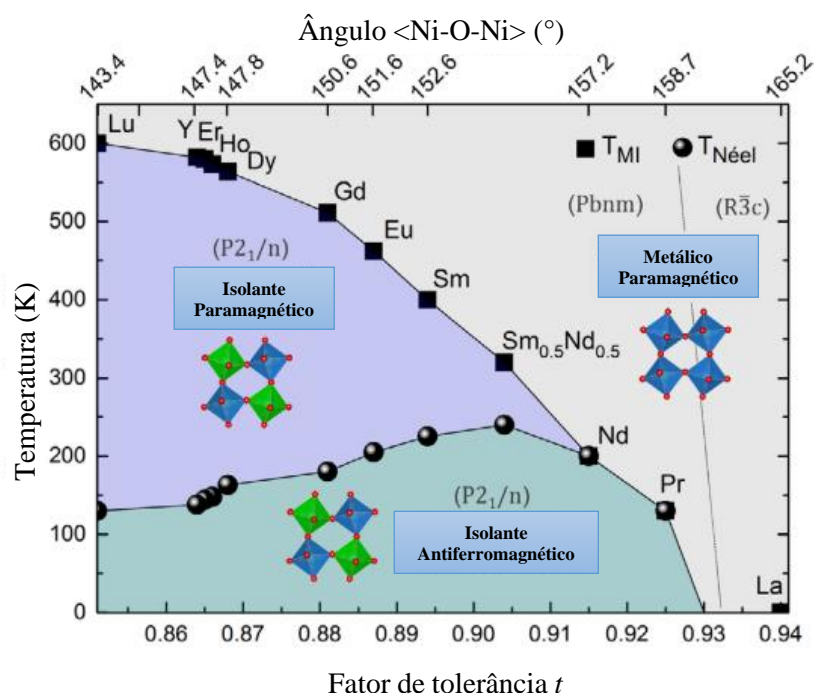 Ângulo <Ni-O-Ni> (°)
143.4 147.4 147.8 150.6 151.6 152.6 157.2 158.7 165.2
Temperatura (K)
600
500
400
300
200
100
0
Lu
Y Er Ho Dy
Gd
Eu
Sm
Sm0.5Nd0.5
Nd
Pr
La
TMI TNéel
(Pbnm) (R3̄c)
(P2₁/n)
Isolante
Paramagnético
Metálico
Paramagnético
(P2₁/n)
Isolante
Antiferromagnético
0.86 0.87 0.88 0.89 0.90 0.91 0.92 0.93 0.94
Fator de tolerância t